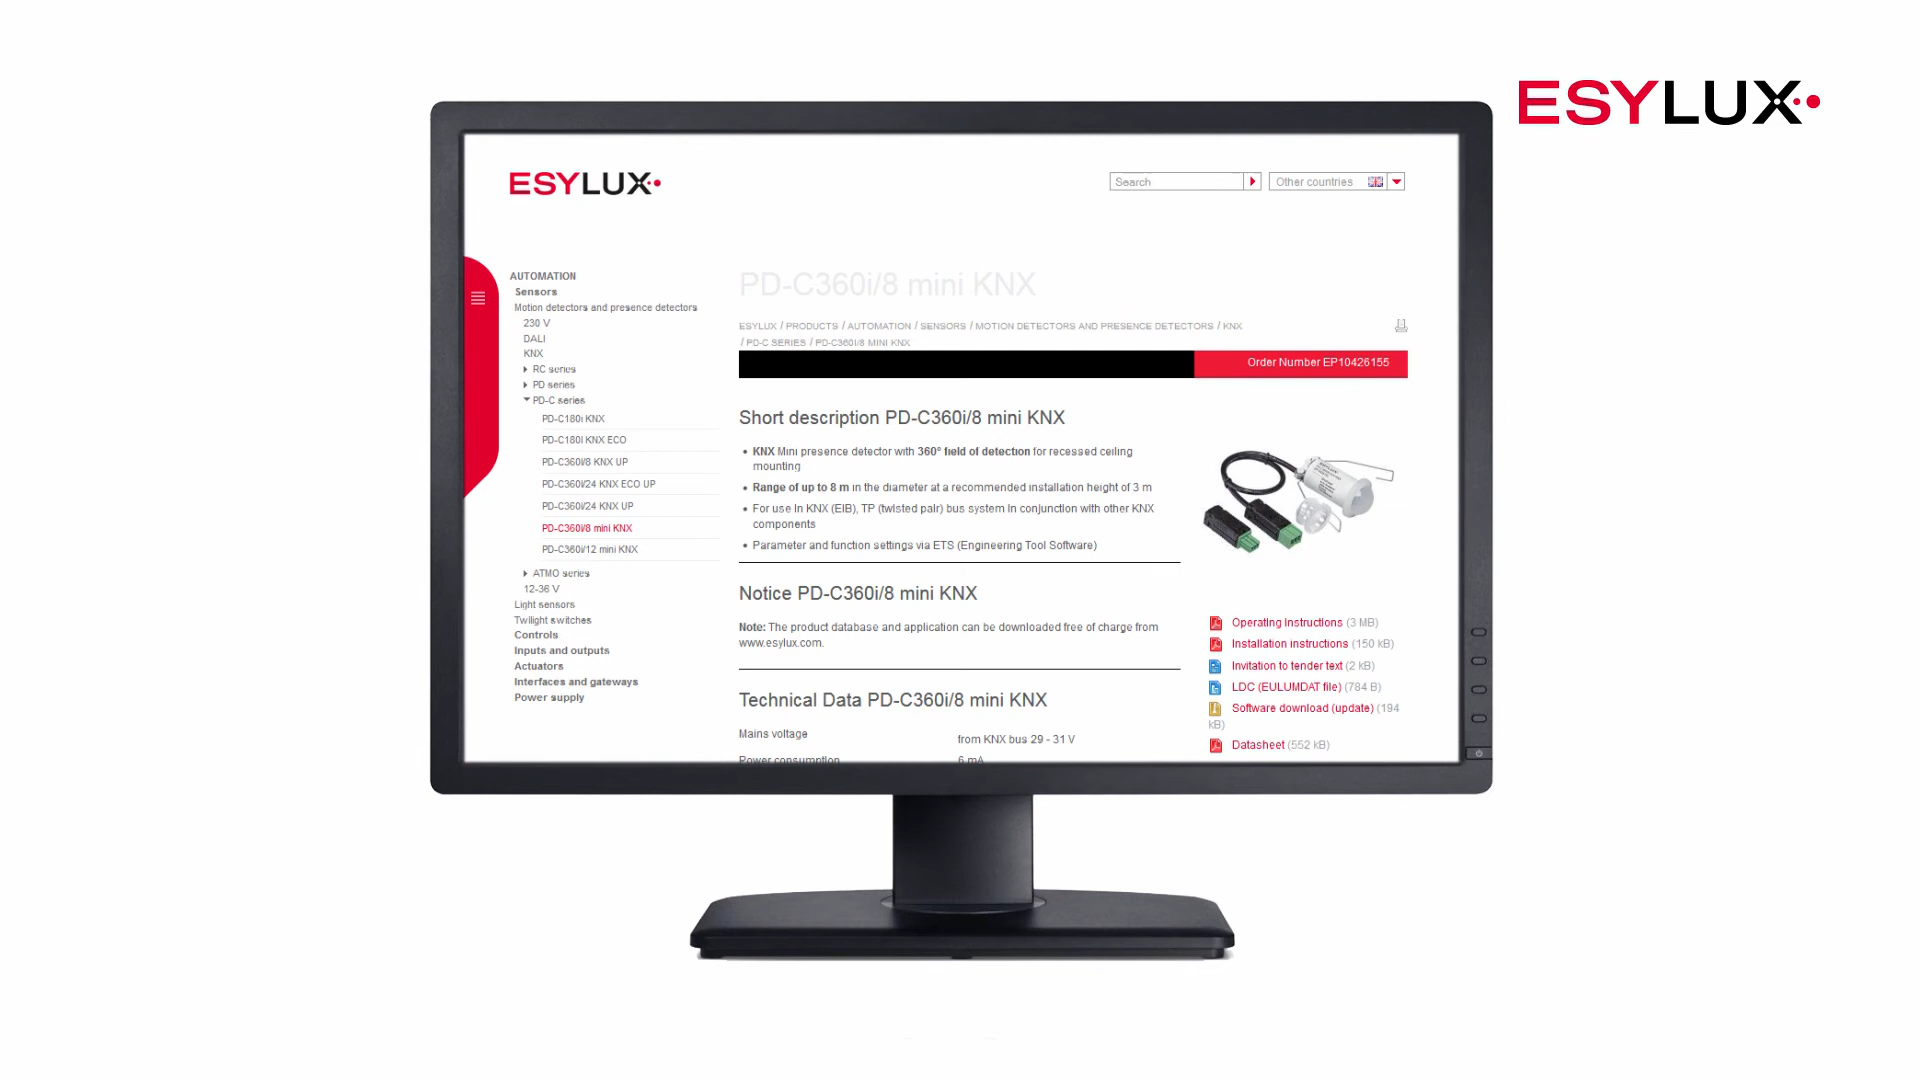 ESYLUX
ESYLUX
Search
Other countries
AUTOMATION
Sensors
Motion detectors and presence detectors
230 V
DALI
KNX
RC series
PD series
PD-C series
PD-C180i KNX
PD-C180i KNX ECO
PD-C360i/8 KNX UP
PD-C360i/24 KNX ECO UP
PD-C360i/24 KNX UP
PD-C360i/8 mini KNX
PD-C360i/12 mini KNX
ATMO series
12-36 V
Light sensors
Twilight switches
Controls
Inputs and outputs
Actuators
Interfaces and gateways
Power supply
PD-C360i/8 mini KNX
ESYLUX / PRODUCTS / AUTOMATION / SENSORS / MOTION DETECTORS AND PRESENCE DETECTORS / KNX
/ PD-C SERIES / PD-C360I/8 MINI KNX
Order Number EP10426155
Short description PD-C360i/8 mini KNX
• KNX Mini presence detector with 360° field of detection for recessed ceiling
mounting
• Range of up to 8 m in the diameter at a recommended installation height of 3 m
• For use in KNX (EIB), TP (twisted pair) bus system in conjunction with other KNX
components
• Parameter and function settings via ETS (Engineering Tool Software)
Notice PD-C360i/8 mini KNX
Note: The product database and application can be downloaded free of charge from
www.esylux.com.
Technical Data PD-C360i/8 mini KNX
Mains voltage from KNX bus 29 - 31 V
Power consumption 6 mA
ESYLUX
Operating instructions (3 MB)
Installation instructions (150 kB)
Invitation to tender text (2 kB)
LDC (EULUMDAT file) (784 B)
Software download (update) (194
kB)
Datasheet (552 kB)